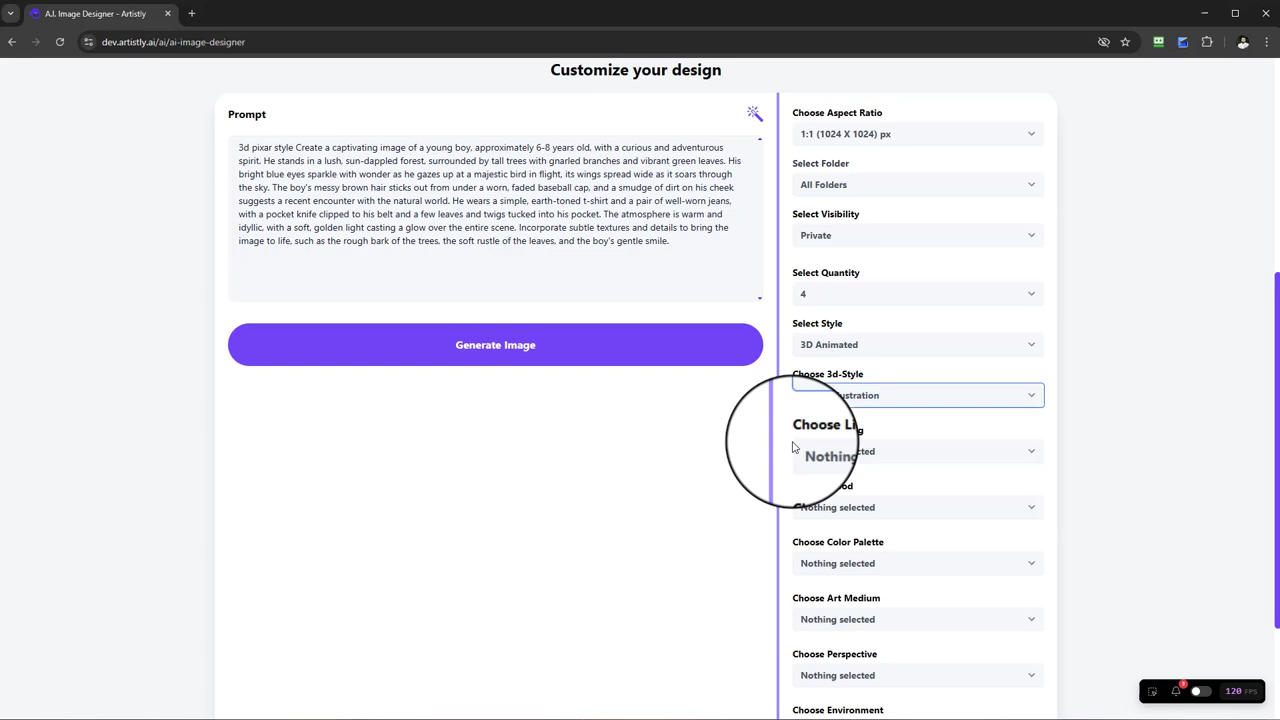 A.I. Image Designer - Artistly
dev.artistly.ai/ai/ai-image-designer
Customize your design
Prompt
3d pixar style Create a captivating image of a young boy, approximately 6-8 years old, with a curious and adventurous
spirit. He stands in a lush, sun-dappled forest, surrounded by tall trees with gnarled branches and vibrant green leaves. His
bright blue eyes sparkle with wonder as he gazes up at a majestic bird in flight, its wings spread wide as it soars through
the sky. The boy's messy brown hair sticks out from under a worn, faded baseball cap, and a smudge of dirt on his cheek
suggests a recent encounter with the natural world. He wears a simple, earth-toned t-shirt and a pair of well-worn jeans,
with a pocket knife clipped to his belt and a few leaves and twigs tucked into his pocket. The atmosphere is warm and
idyllic, with a soft, golden light casting a glow over the entire scene. Incorporate subtle textures and details to bring the
image to life, such as the rough bark of the trees, the soft rustle of the leaves, and the boy's gentle smile.
Generate Image
Choose Aspect Ratio
1:1 (1024 X 1024) px
Select Folder
All Folders
Select Visibility
Private
Select Quantity
4
Select Style
3D Animated
Choose 3d-Style
Choose Li
Nothing
Nothing selected
Choose Color Palette
Nothing selected
Choose Art Medium
Nothing selected
Choose Perspective
Nothing selected
Choose Environment
120 FPS